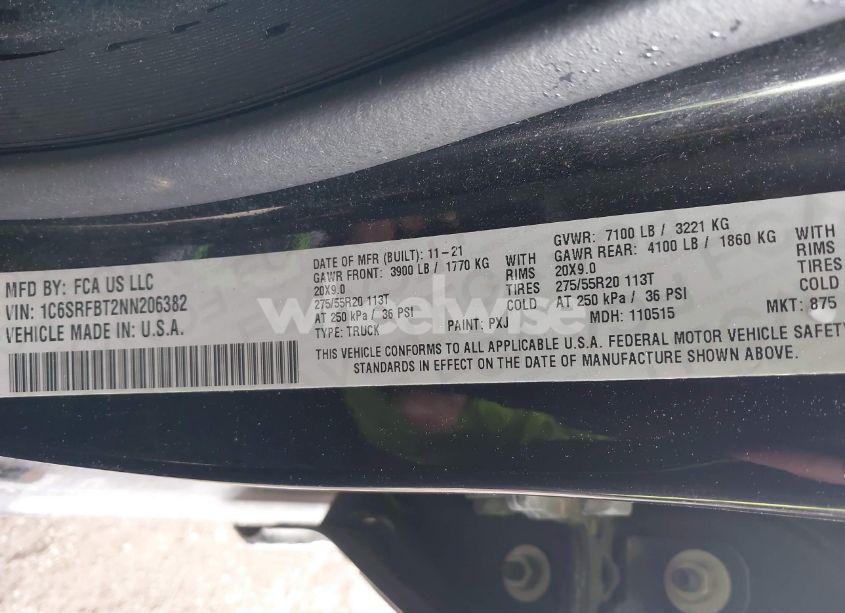 MFD BY: FCA US LLC
VIN: 1C6SRFBT2NN206382
VEHICLE MADE IN U.S.A.
DATE OF MFR (BUILT): 11-21
GAWR FRONT: 3900 LB / 1770 KG WITH
20X9.0 RIMS
275/55R20 113T TIRES
AT 250 kPa / 36 PSI COLD
TYPE: TRUCK PAINT: PXJ
GVWR: 7100 LB / 3221 KG
GAWR REAR: 4100 LB / 1860 KG WITH
20X9.0 RIMS
275/55R20 113T TIRES
AT 250 kPa / 36 PSI COLD
MDH: 110515 MKT: 875
THIS VEHICLE CONFORMS TO ALL APPLICABLE U.S.A. FEDERAL MOTOR VEHICLE SAFETY
STANDARDS IN EFFECT ON THE DATE OF MANUFACTURE SHOWN ABOVE.